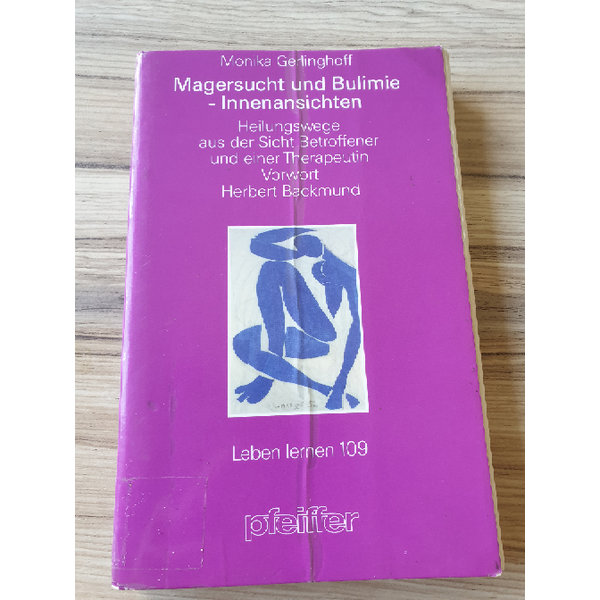 Monika Gerlinghoff
Magersucht und Bulimie
- Innenansichten
Heilungswege
aus der Sicht Betroffener
und einer Therapeutin
Vorwort
Herbert Backmund
Leben lernen 109
pfeiffer